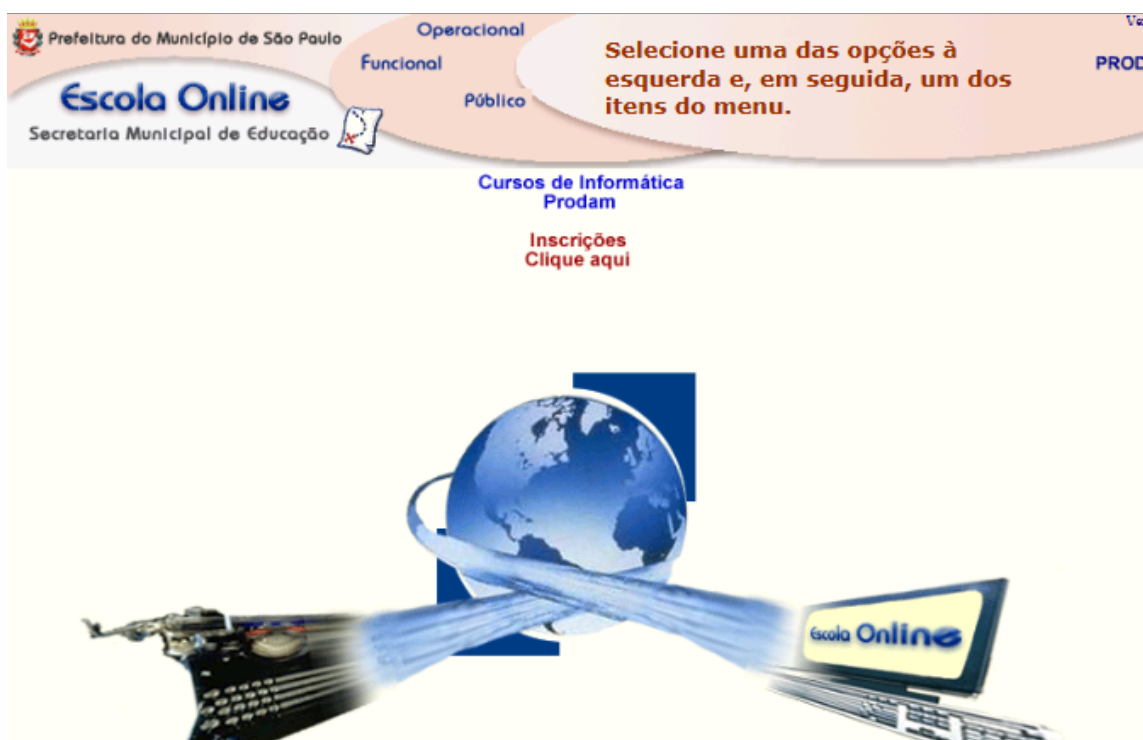 Prefeitura do Município de São Paulo
Escola Online
Secretaria Municipal de Educação
Operacional
Funcional
Público
Selecione uma das opções à
esquerda e, em seguida, um dos
itens do menu.
Cursos de Informática
Prodam
Inscrições
Clique aqui
Escola Online